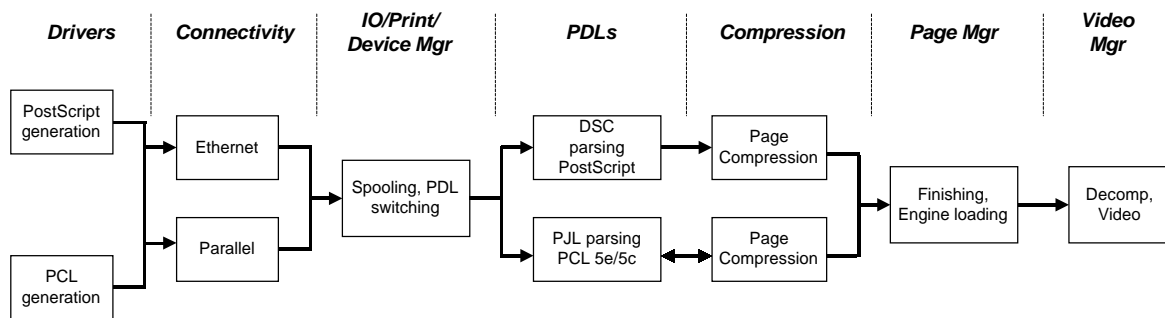 Drivers
Connectivity
IO/Print/
Device Mgr
PDLs
Compression
Page Mgr
Video
Mgr
PostScript
generation
PCL
generation
Ethernet
Parallel
Spooling, PDL
switching
DSC
parsing
PostScript
PJL parsing
PCL 5e/5c
Page
Compression
Page
Compression
Finishing,
Engine loading
Decomp,
Video